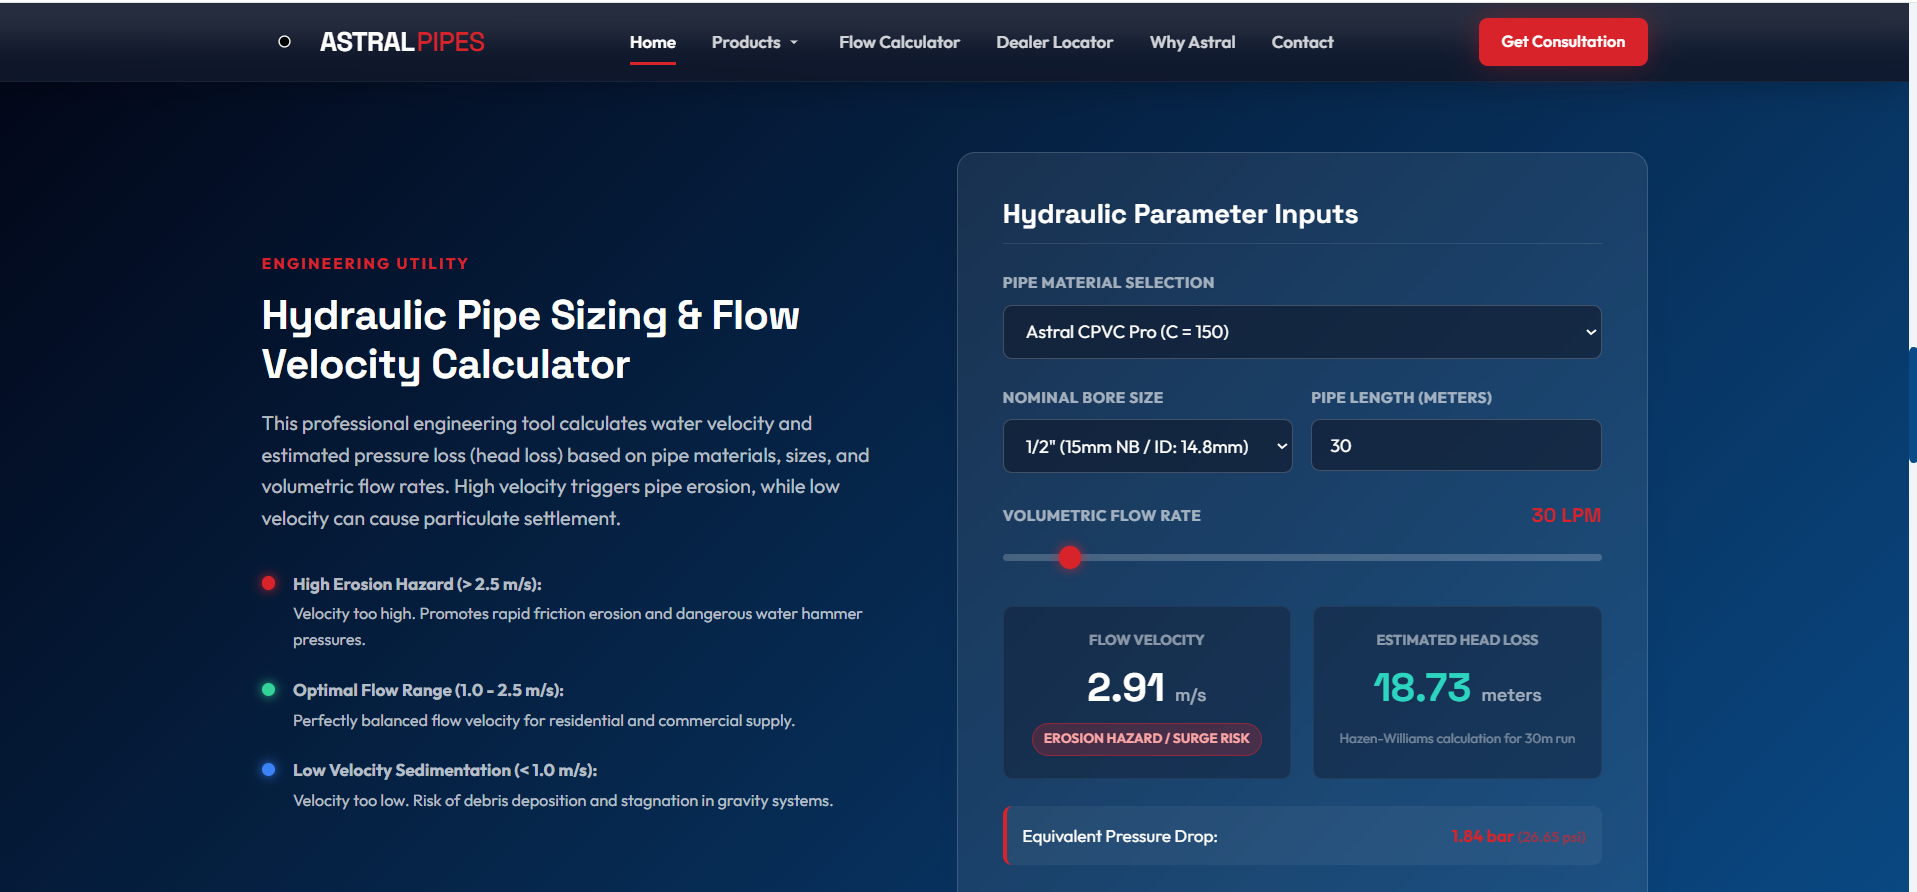 ASTRALPIPES
Home
Products
Flow Calculator
Dealer Locator
Why Astral
Contact
Get Consultation
ENGINEERING UTILITY
Hydraulic Pipe Sizing & Flow
Velocity Calculator
This professional engineering tool calculates water velocity and
estimated pressure loss (head loss) based on pipe materials, sizes, and
volumetric flow rates. High velocity triggers pipe erosion, while low
velocity can cause particulate settlement.
High Erosion Hazard (> 2.5 m/s):
Velocity too high. Promotes rapid friction erosion and dangerous water hammer
pressures.
Optimal Flow Range (1.0 - 2.5 m/s):
Perfectly balanced flow velocity for residential and commercial supply.
Low Velocity Sedimentation (< 1.0 m/s):
Velocity too low. Risk of debris deposition and stagnation in gravity systems.
Hydraulic Parameter Inputs
PIPE MATERIAL SELECTION
Astral CPVC Pro (C = 150)
NOMINAL BORE SIZE
1/2" (15mm NB / ID: 14.8mm)
PIPE LENGTH (METERS)
30
VOLUMETRIC FLOW RATE
30 LPM
FLOW VELOCITY
2.91 m/s
EROSION HAZARD / SURGE RISK
ESTIMATED HEAD LOSS
18.73 meters
Hazen-Williams calculation for 30m run
Equivalent Pressure Drop:
1.84 bar (26.65 psi)